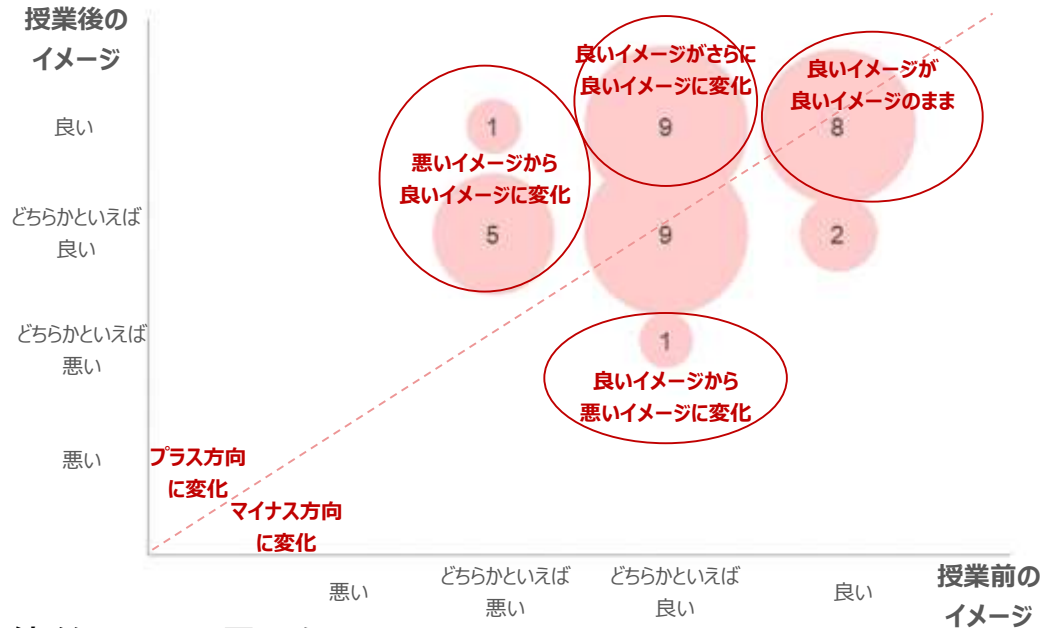 授業後の
イメージ
良いイメージがさらに
良いイメージに変化
良いイメージが
良いイメージのまま
良い
1
9
8
悪いイメージから
良いイメージに変化
どちらかといえば
良い
5
9
2
どちらかといえば
悪い
1
良いイメージから
悪いイメージに変化
悪い
プラス方向
に変化
マイナス方向
に変化
悪い
どちらかといえば
悪い
どちらかといえば
良い
良い
授業前の
イメージ